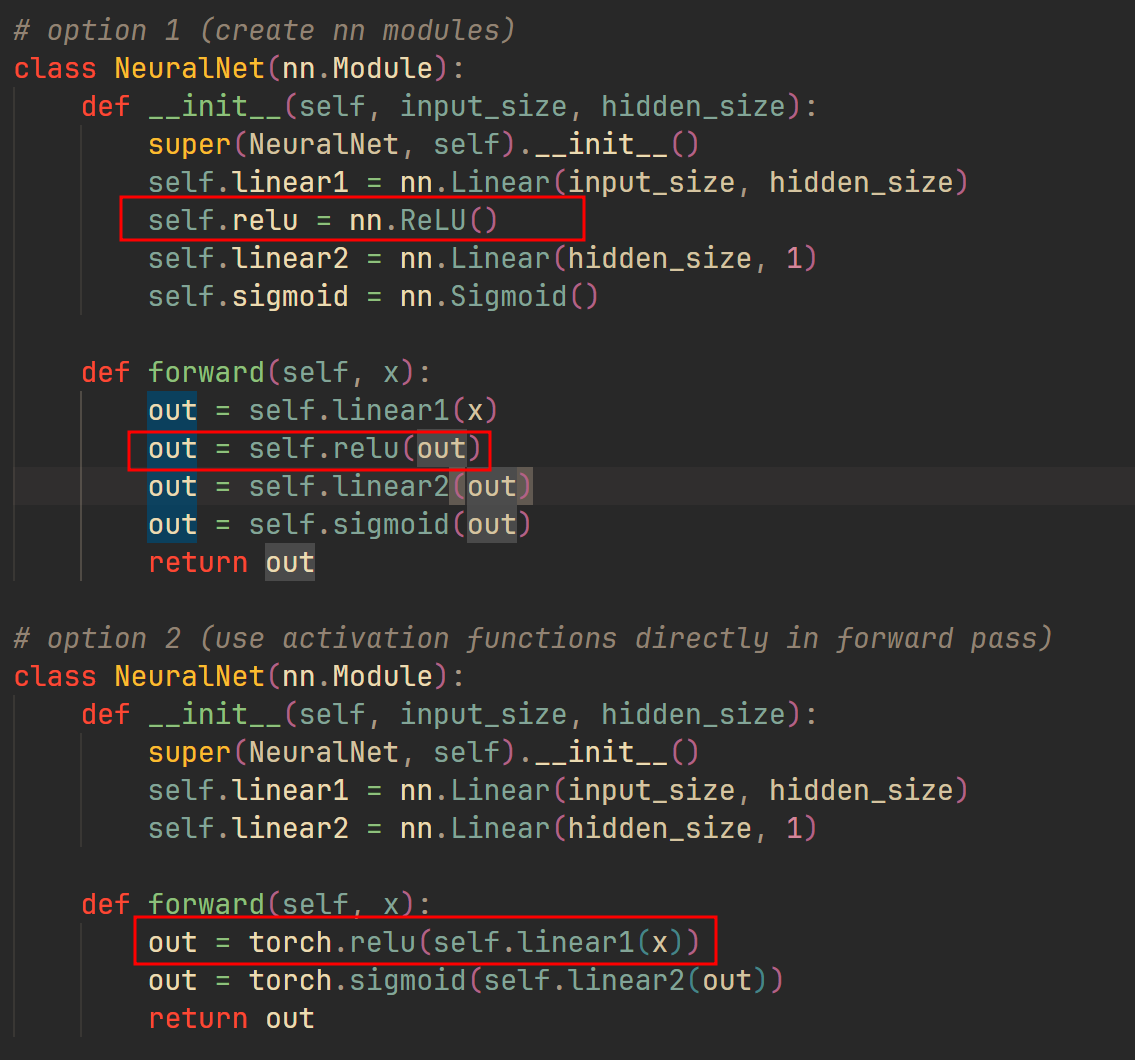 # option 1 (create nn modules)
class NeuralNet(nn.Module):
    def __init__(self, input_size, hidden_size):
        super(NeuralNet, self).__init__()
        self.linear1 = nn.Linear(input_size, hidden_size)
        self.relu = nn.ReLU()
        self.linear2 = nn.Linear(hidden_size, 1)
        self.sigmoid = nn.Sigmoid()

    def forward(self, x):
        out = self.linear1(x)
        out = self.relu(out)
        out = self.linear2(out)
        out = self.sigmoid(out)
        return out

# option 2 (use activation functions directly in forward pass)
class NeuralNet(nn.Module):
    def __init__(self, input_size, hidden_size):
        super(NeuralNet, self).__init__()
        self.linear1 = nn.Linear(input_size, hidden_size)
        self.linear2 = nn.Linear(hidden_size, 1)

    def forward(self, x):
        out = torch.relu(self.linear1(x))
        out = torch.sigmoid(self.linear2(out))
        return out